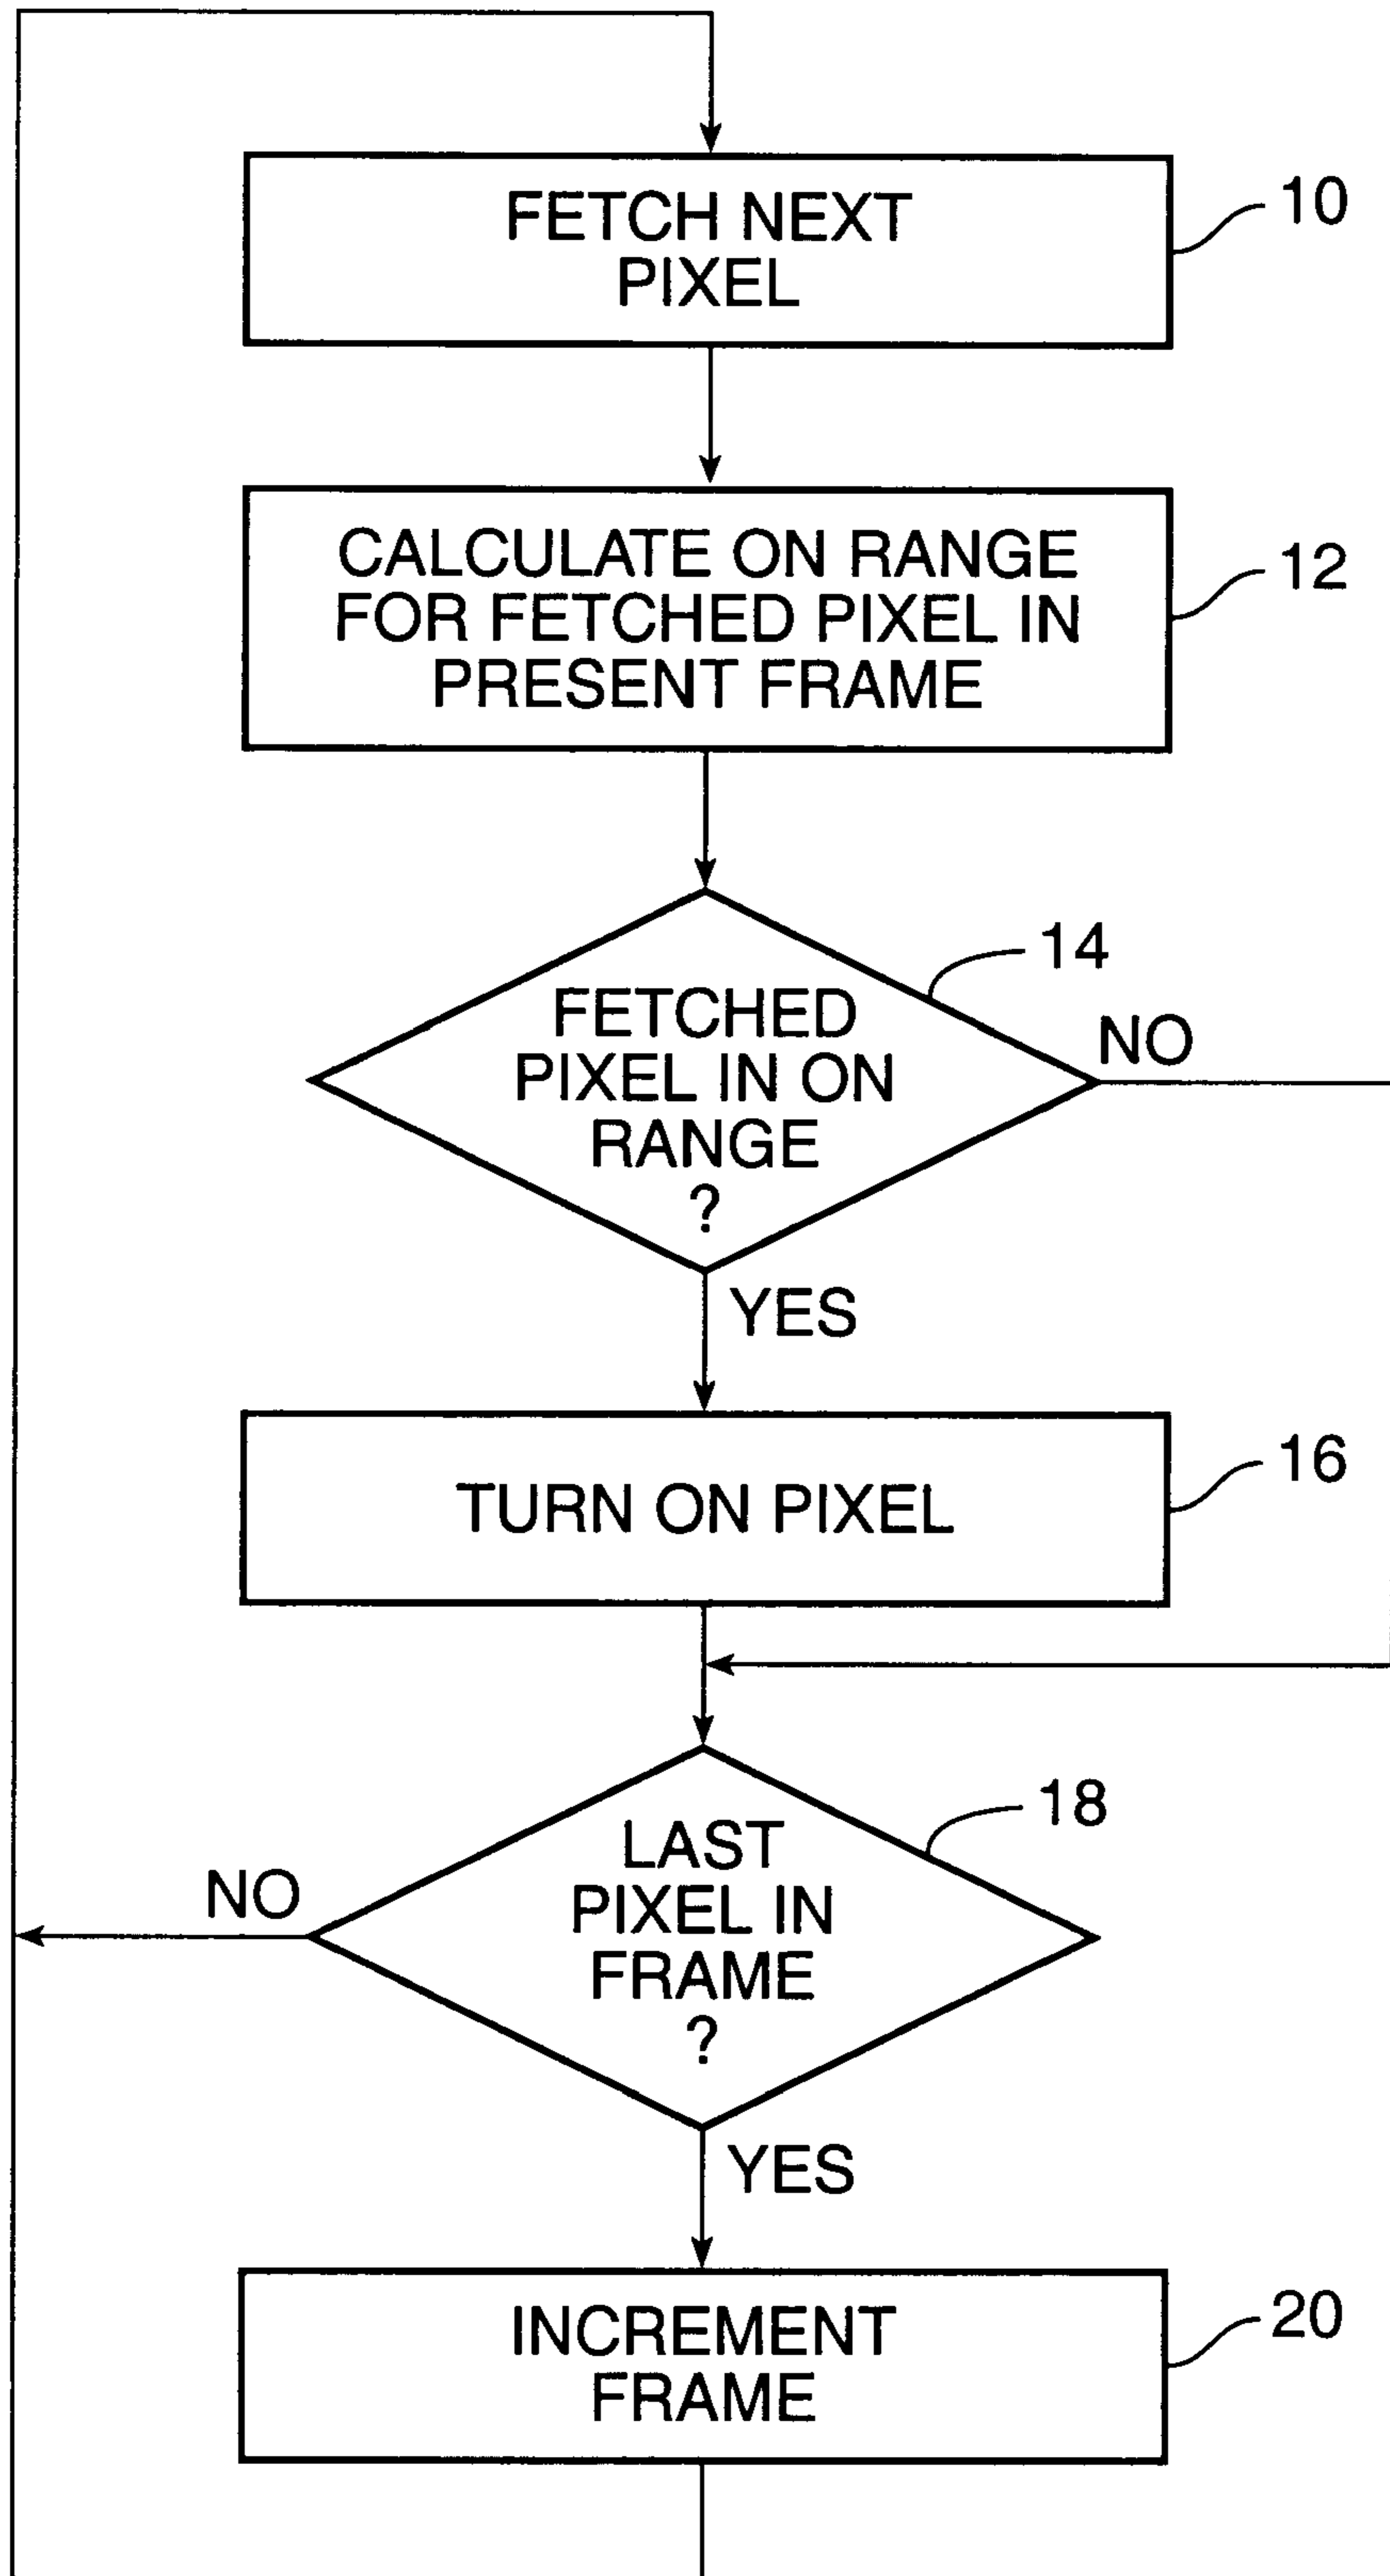 FETCH NEXT
PIXEL
10
CALCULATE ON RANGE
FOR FETCHED PIXEL IN
PRESENT FRAME
12
14
FETCHED
PIXEL IN ON
RANGE
?
NO
YES
TURN ON PIXEL
16
18
LAST
PIXEL IN
FRAME
?
NO
YES
INCREMENT
FRAME
20